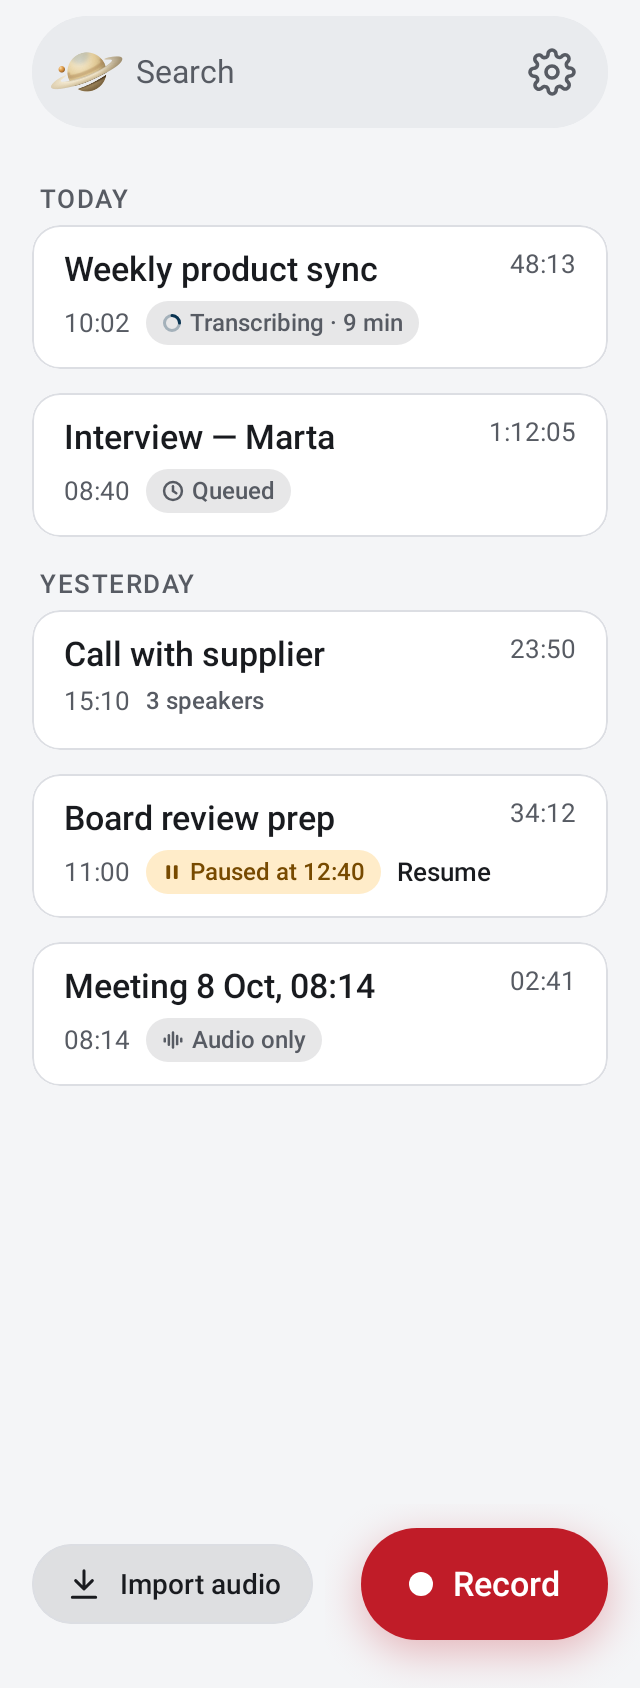 Search
TODAY
Weekly product sync 48:13
10:02 Transcribing · 9 min
Interview — Marta 1:12:05
08:40 Queued
YESTERDAY
Call with supplier 23:50
15:10 3 speakers
Board review prep 34:12
11:00 Paused at 12:40 Resume
Meeting 8 Oct, 08:14 02:41
08:14 Audio only
Import audio Record